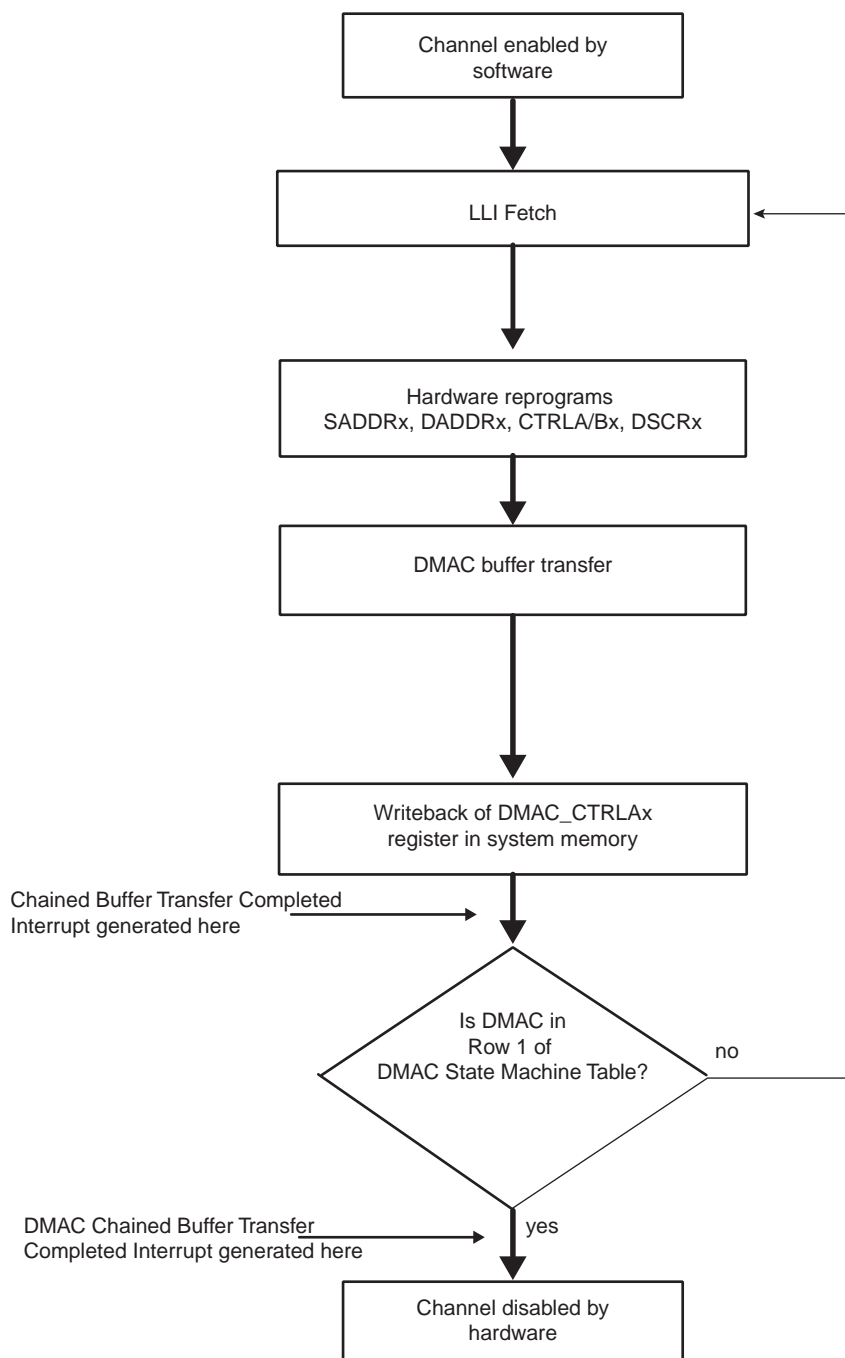 Channel enabled by
software
LLI Fetch
Hardware reprograms
SADDRx, DADDRx, CTRLA/Bx, DSCRx
DMAC buffer transfer
Writeback of DMAC_CTRLAx
register in system memory
Chained Buffer Transfer Completed
Interrupt generated here
Is DMAC in
Row 1 of
DMAC State Machine Table?
no
DMAC Chained Buffer Transfer
Completed Interrupt generated here
yes
Channel disabled by
hardware